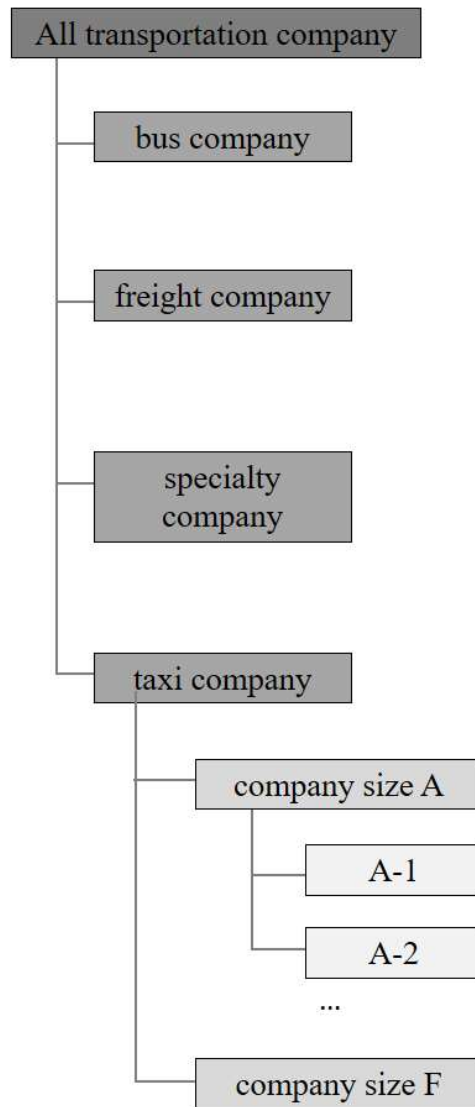 All transportation company
bus company
freight company
specialty
company
taxi company
company size A
A-1
A-2
...
company size F